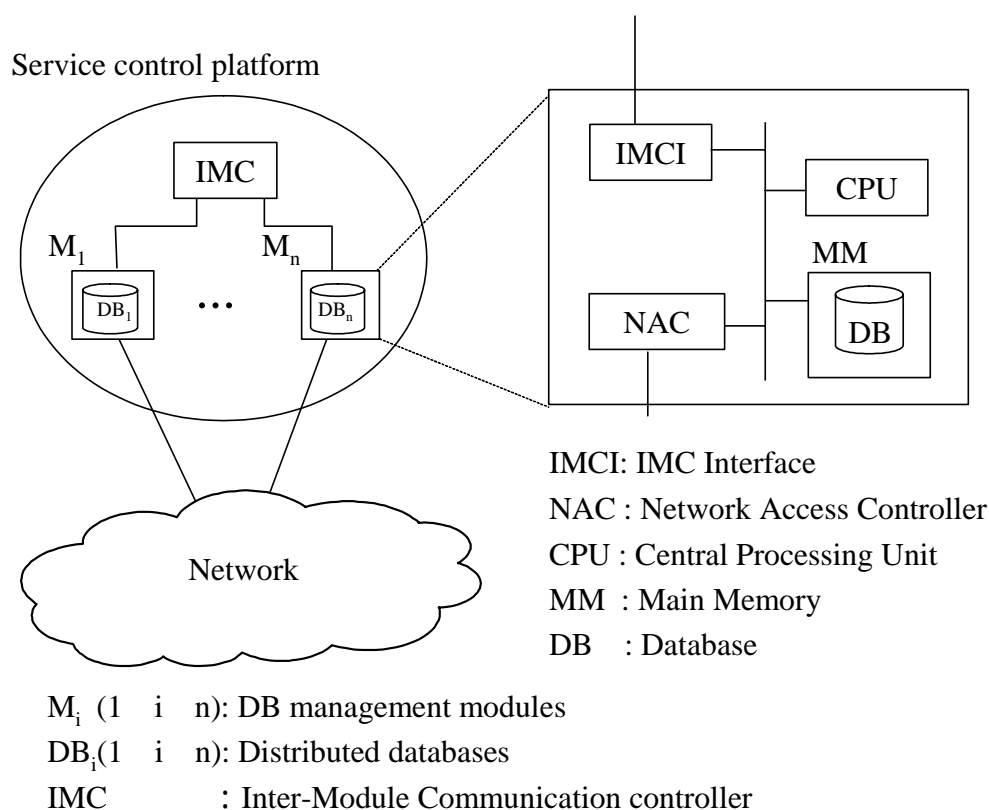 Service control platform
IMC
M1
Mn
DB1
...
DBn
Network
IMCI
CPU
MM
NAC
DB
IMCI: IMC Interface
NAC : Network Access Controller
CPU : Central Processing Unit
MM : Main Memory
DB : Database
Mi (1 i n): DB management modules
DBi(1 i n): Distributed databases
IMC : Inter-Module Communication controller